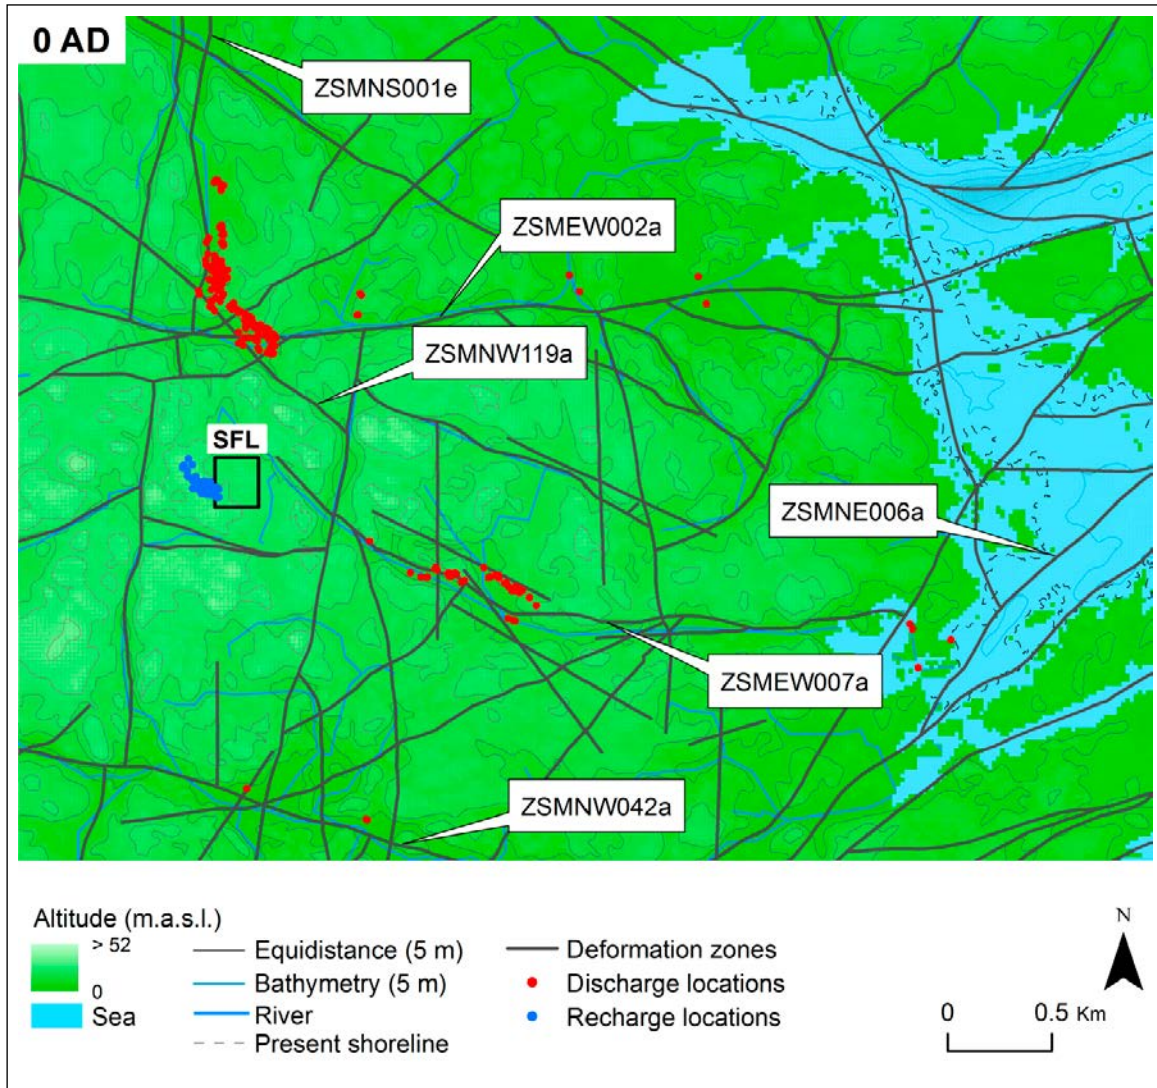 0 AD
ZSMNS001e
ZSMEW002a
ZSMNW119a
SFL
ZSMNE006a
ZSMEW007a
ZSMNW042a
Altitude (m.a.s.l.)
> 52
0
Sea
Equidistance (5 m)
Bathymetry (5 m)
River
Present shoreline
Deformation zones
Discharge locations
Recharge locations
N
0 0.5 Km